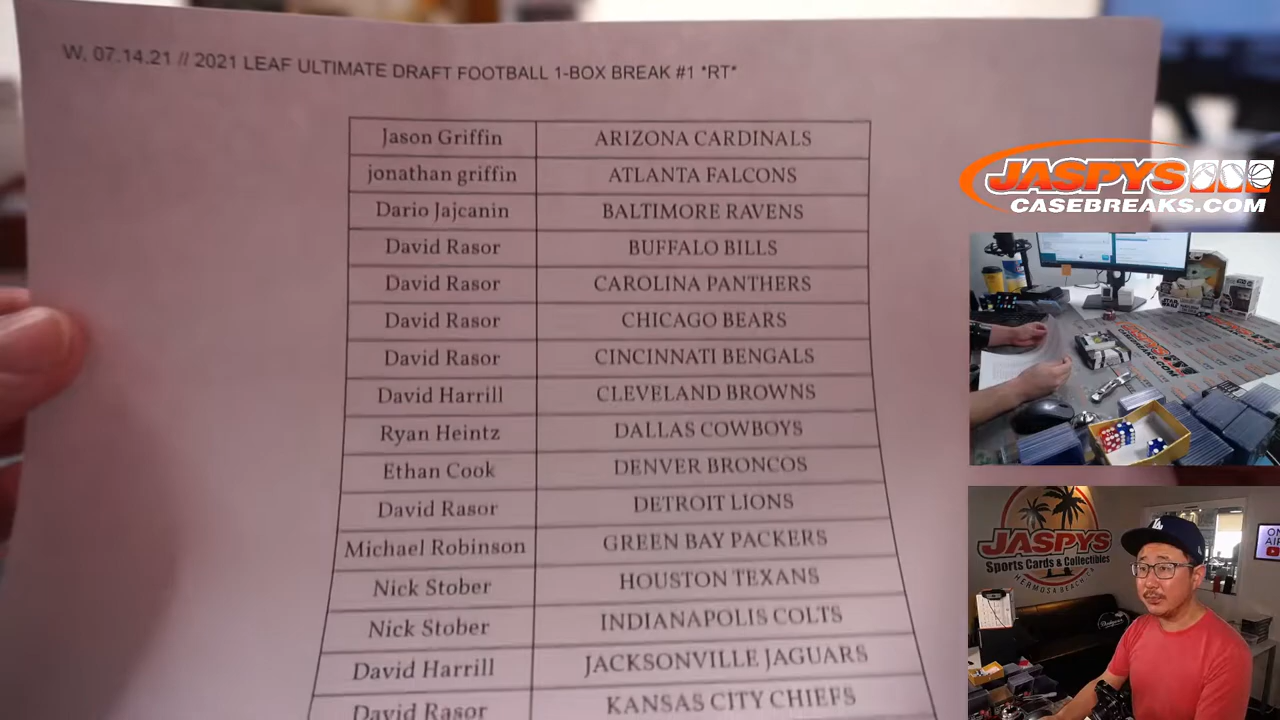 W, 07.14.21 // 2021 LEAF ULTIMATE DRAFT FOOTBALL 1-BOX BREAK #1 *RT*
Jason Griffin ARIZONA CARDINALS
jonathan griffin ATLANTA FALCONS
Dario Jajcanin BALTIMORE RAVENS
David Rasor BUFFALO BILLS
David Rasor CAROLINA PANTHERS
David Rasor CHICAGO BEARS
David Rasor CINCINNATI BENGALS
David Harrill CLEVELAND BROWNS
Ryan Heintz DALLAS COWBOYS
Ethan Cook DENVER BRONCOS
David Rasor DETROIT LIONS
Michael Robinson GREEN BAY PACKERS
Nick Stober HOUSTON TEXANS
Nick Stober INDIANAPOLIS COLTS
David Harrill JACKSONVILLE JAGUARS
David Rasor KANSAS CITY CHIEFS
JASPYS
CASEBREAKS.COM
JASPYS
Sports Cards & Collectibles
HERMOSA BEACH, CA
ON
AIR
LA